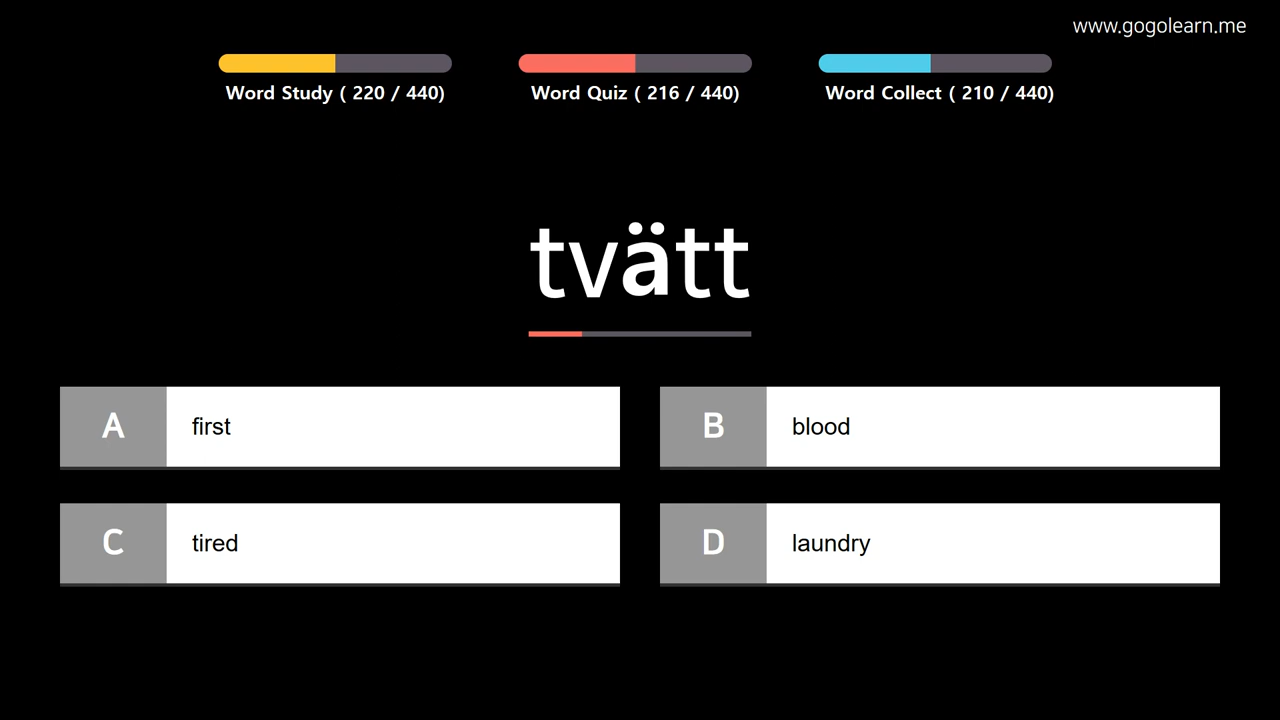 www.gogolearn.me
Word Study ( 220 / 440)
Word Quiz ( 216 / 440)
Word Collect ( 210 / 440)
tvätt
A first
B blood
C tired
D laundry